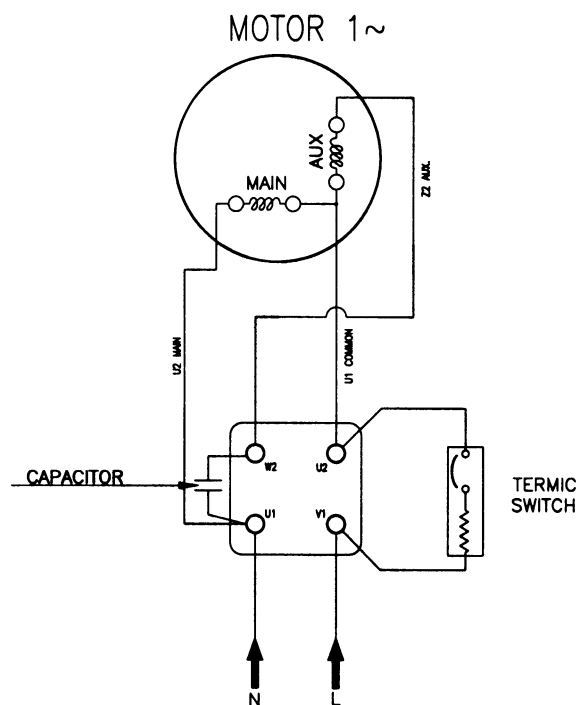 MOTOR 1~
AUX
MAIN
Z2 AUX.
U2 MAIN
U1 COMMON
W2
U2
CAPACITOR
TERMIC
SWITCH
U1
V1
N
L